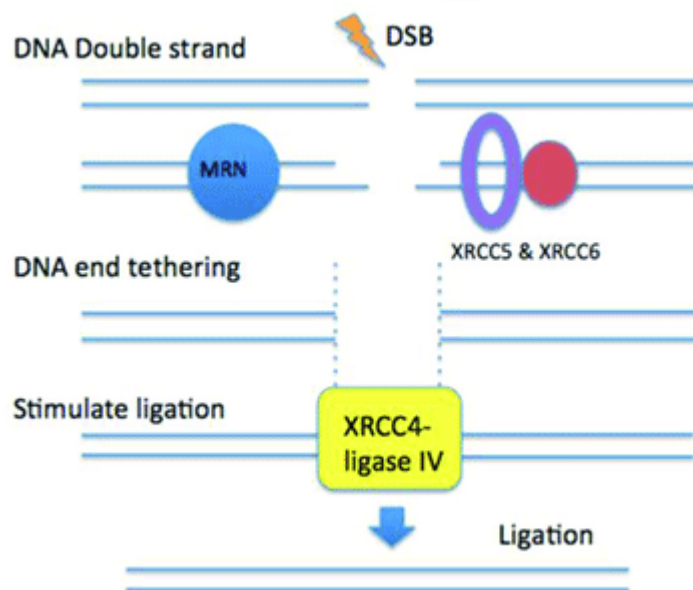 DSB
DNA Double strand
MRN
XRCC5 & XRCC6
DNA end tethering
Stimulate ligation
XRCC4-
ligase IV
Ligation